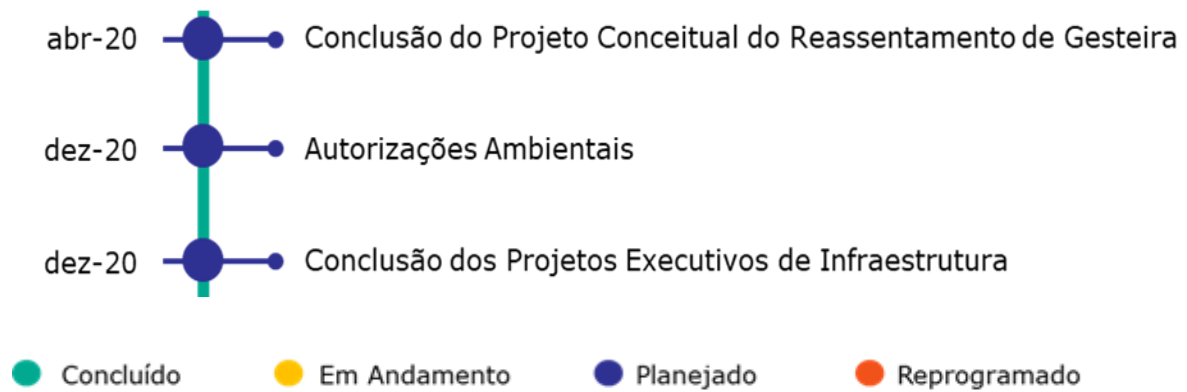 abr-20 Conclusão do Projeto Conceitual do Reassentamento de Gesteira
dez-20 Autorizações Ambientais
dez-20 Conclusão dos Projetos Executivos de Infraestrutura
Concluído Em Andamento Planejado Reprogramado